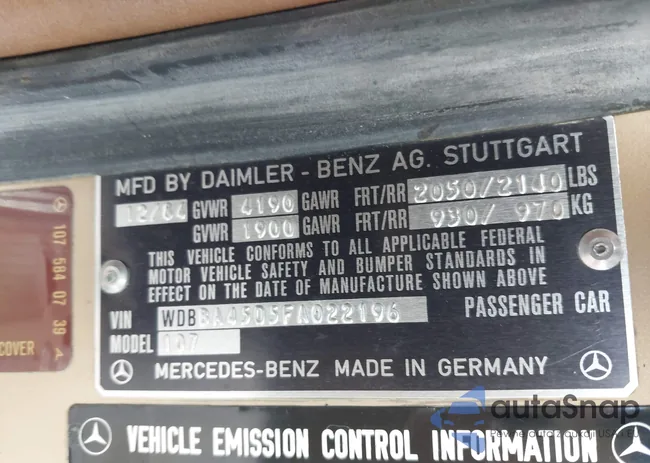 MFD BY DAIMLER - BENZ AG. STUTTGART
12/84 GVWR 4190 GAWR FRT/RR 2050/2140 LBS
GVWR 1900 GAWR FRT/RR 930/ 970 KG
THIS VEHICLE CONFORMS TO ALL APPLICABLE FEDERAL
MOTOR VEHICLE SAFETY AND BUMPER STANDARDS IN
EFFECT ON THE DATE OF MANUFACTURE SHOWN ABOVE
VIN WDBBA45D5FA022196 PASSENGER CAR
MODEL 107
MERCEDES-BENZ MADE IN GERMANY
107 584 07 39
COVER
VEHICLE EMISSION CONTROL INFORMATION
autoSnap